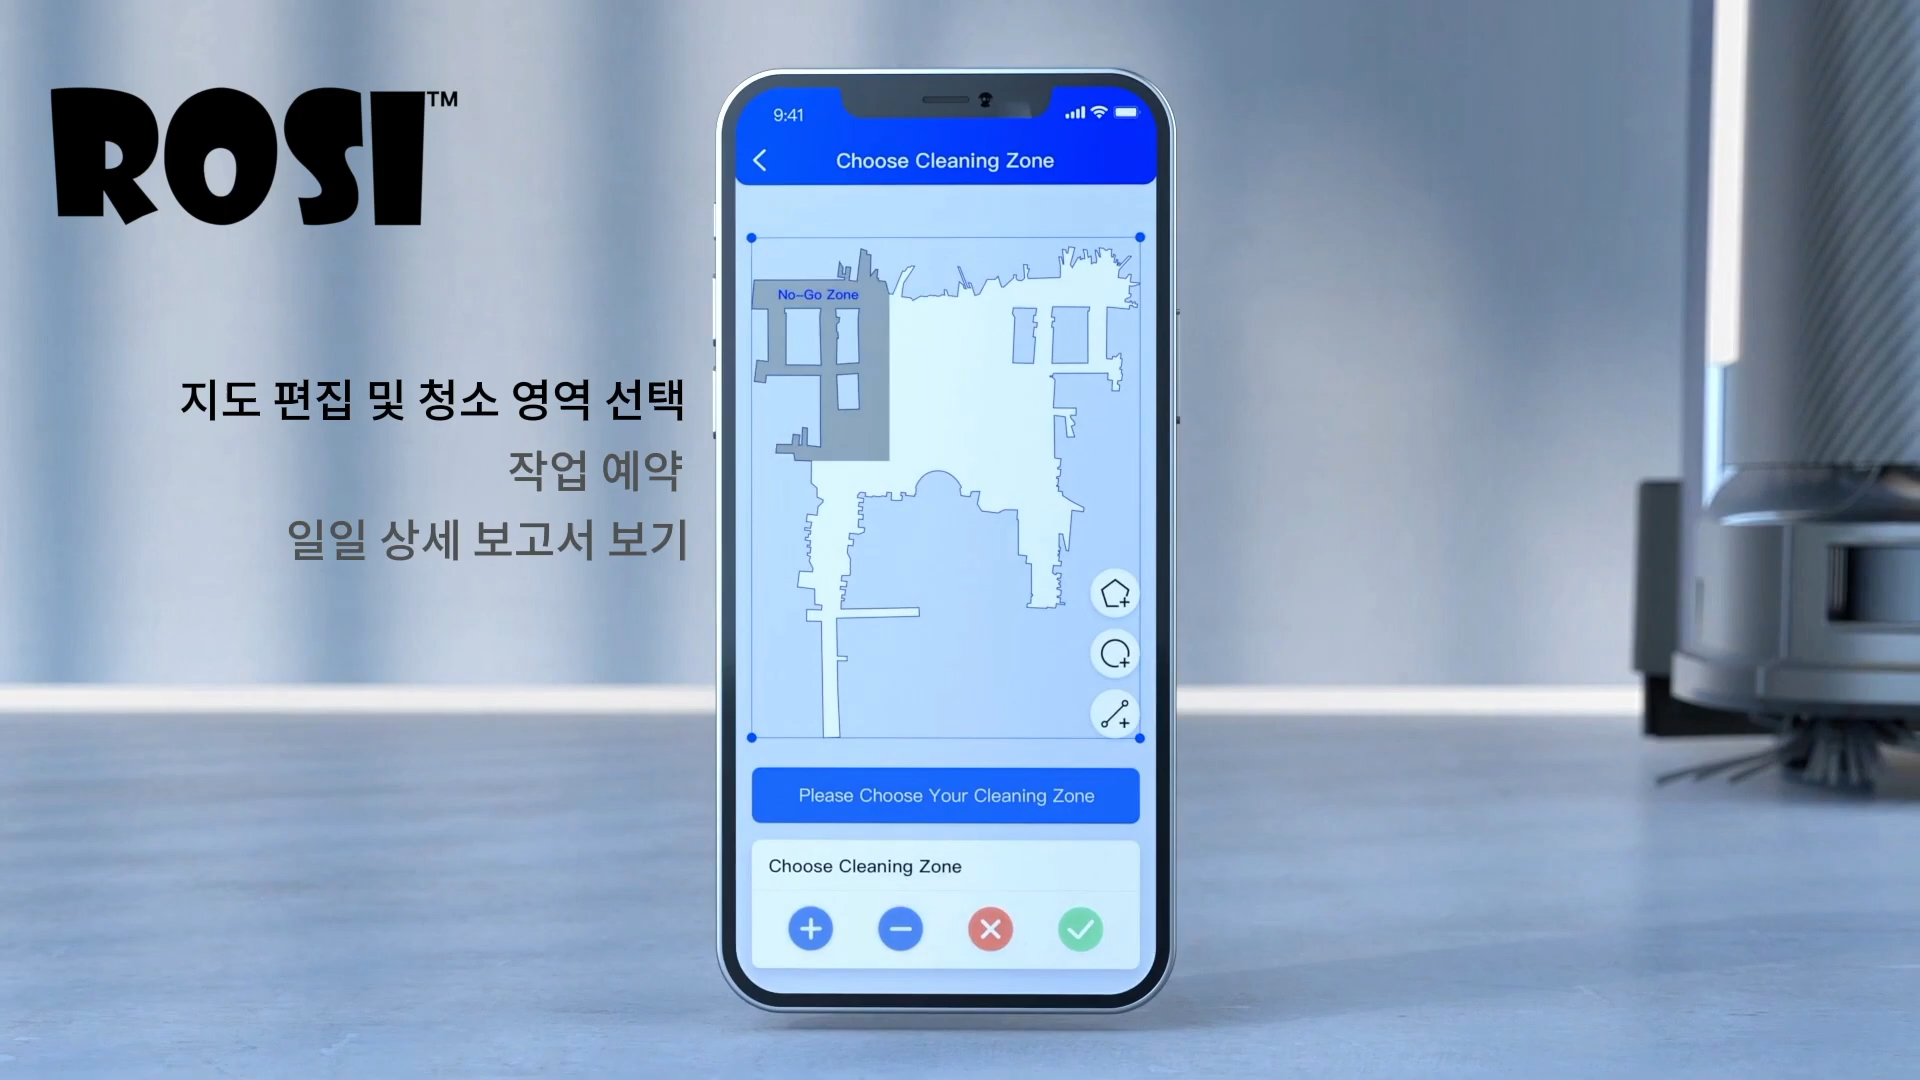 ROSI™
지도 편집 및 청소 영역 선택
작업 예약
일일 상세 보고서 보기
9:41
Choose Cleaning Zone
No-Go Zone
Please Choose Your Cleaning Zone
Choose Cleaning Zone